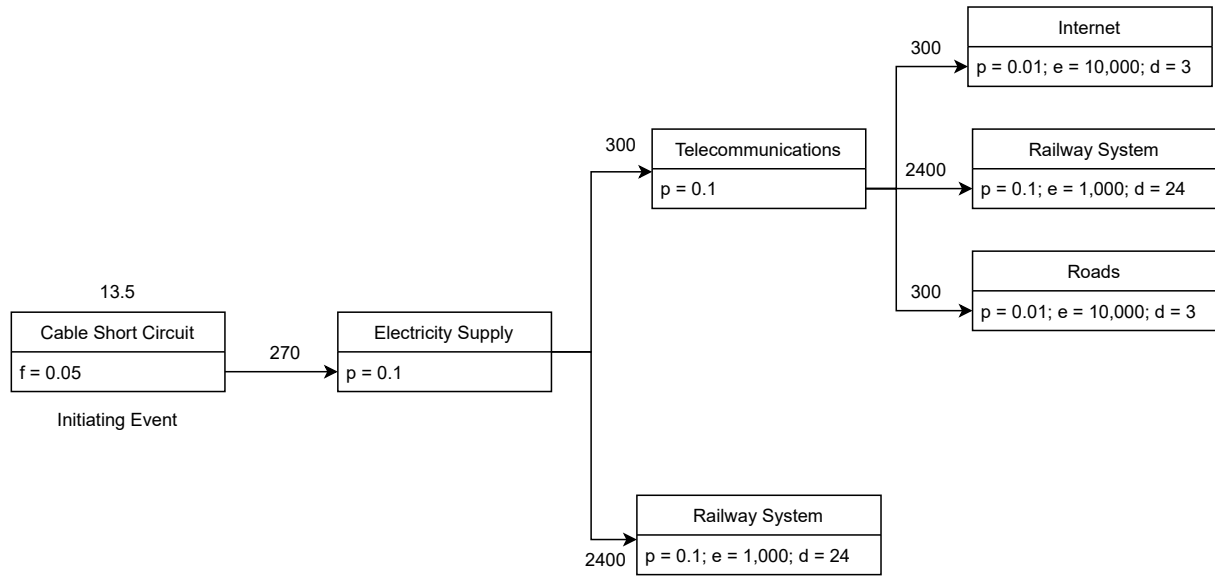 Internet
300
p = 0.01; e = 10,000; d = 3
300
Telecommunications
p = 0.1
2400
Railway System
p = 0.1; e = 1,000; d = 24
Roads
300
p = 0.01; e = 10,000; d = 3
13.5
Cable Short Circuit
f = 0.05
Initiating Event
270
Electricity Supply
p = 0.1
Railway System
2400
p = 0.1; e = 1,000; d = 24